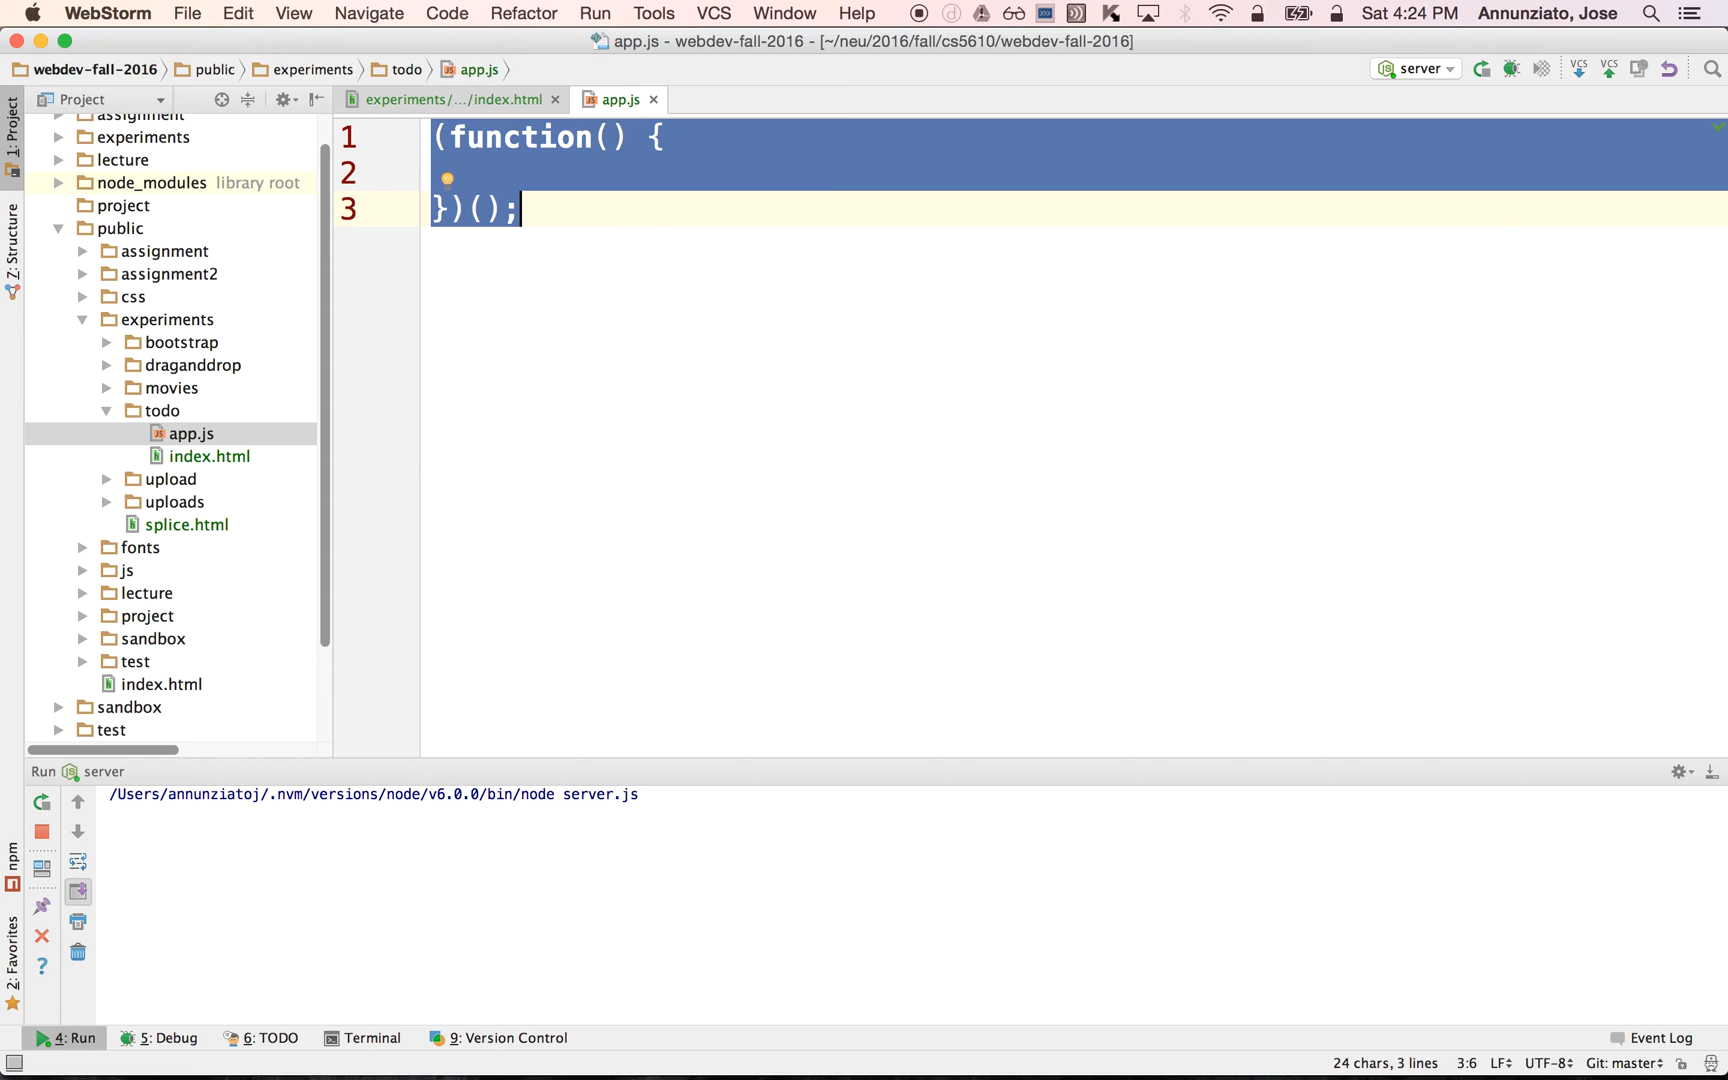 WebStorm File Edit View Navigate Code Refactor Run Tools VCS Window Help Sat 4:24 PM Annunziato, Jose
app.js - webdev-fall-2016 - [~/neu/2016/fall/cs5610/webdev-fall-2016]
webdev-fall-2016 public experiments todo app.js server VCS VCS
1: Project
Project experiments/.../index.html app.js
assignment
experiments
lecture
node_modules library root
project
public
assignment
assignment2
css
experiments
bootstrap
draganddrop
movies
todo
app.js
index.html
upload
uploads
splice.html
fonts
js
lecture
project
sandbox
test
index.html
sandbox
test
7: Structure
1 (function() {
2
3 })();
Run server
/Users/annunziatoj/.nvm/versions/node/v6.0.0/bin/node server.js
npm
2: Favorites
4: Run 5: Debug 6: TODO Terminal 9: Version Control Event Log
24 chars, 3 lines 3:6 LF UTF-8 Git: master